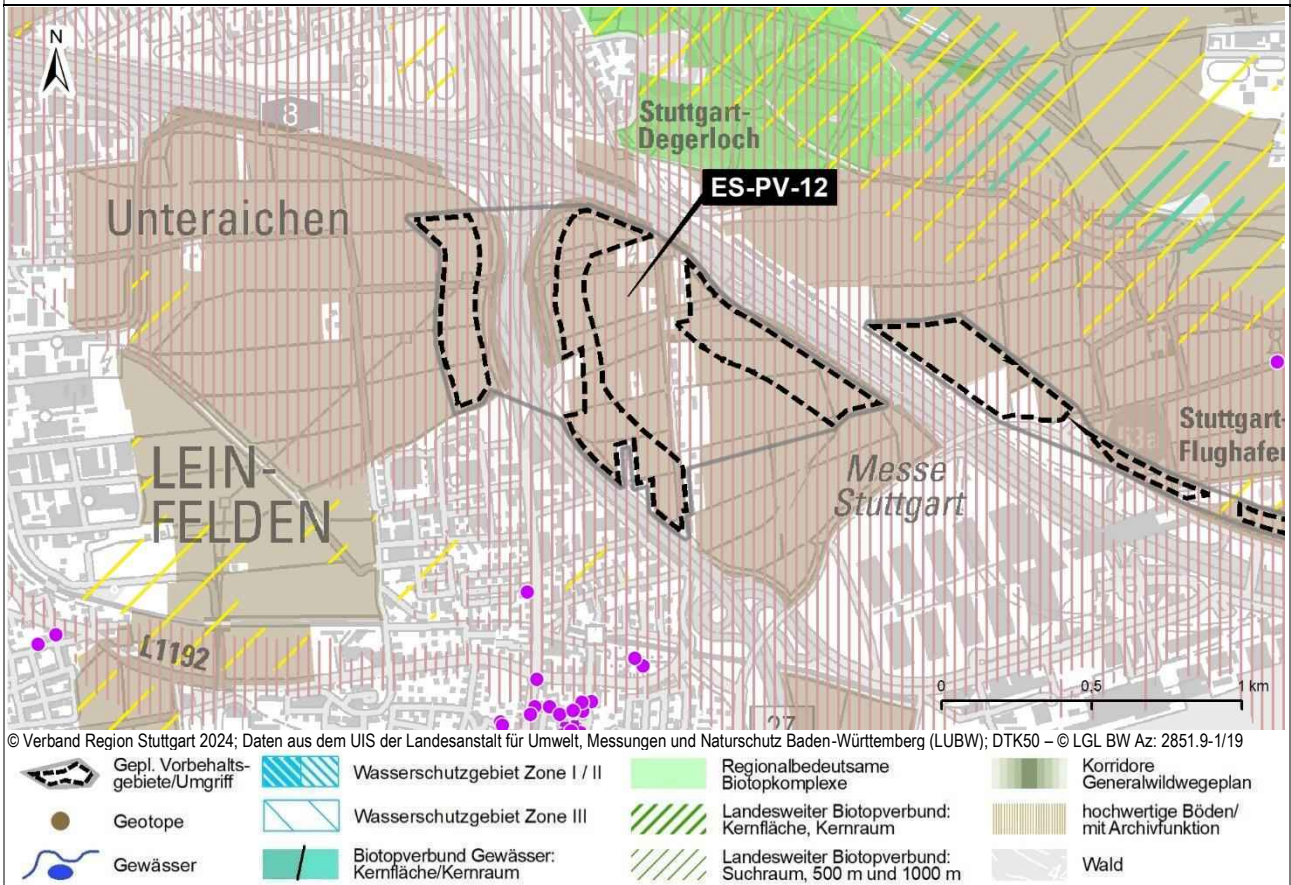 N
8
Stuttgart-
Degerloch
ES-PV-12
Unteraichen
Stuttgart-
Flughafen
LEIN-
FELDEN
Messe
Stuttgart
L1192
0
0,5
1 km
27
© Verband Region Stuttgart 2024; Daten aus dem UIS der Landesanstalt für Umwelt, Messungen und Naturschutz Baden-Württemberg (LUBW); DTK50 – © LGL BW Az: 2851.9-1/19
Gepl. Vorbehalts-
gebiete/Umgriff
Wasserschutzgebiet Zone I / II
Regionalbedeutsame
Biotopkomplexe
Korridore
Generalwildwegeplan
Geotope
Wasserschutzgebiet Zone III
Landesweiter Biotopverbund:
Kernfläche, Kernraum
hochwertige Böden/
mit Archivfunktion
Gewässer
Biotopverbund Gewässer:
Kernfläche/Kernraum
Landesweiter Biotopverbund:
Suchraum, 500 m und 1000 m
Wald